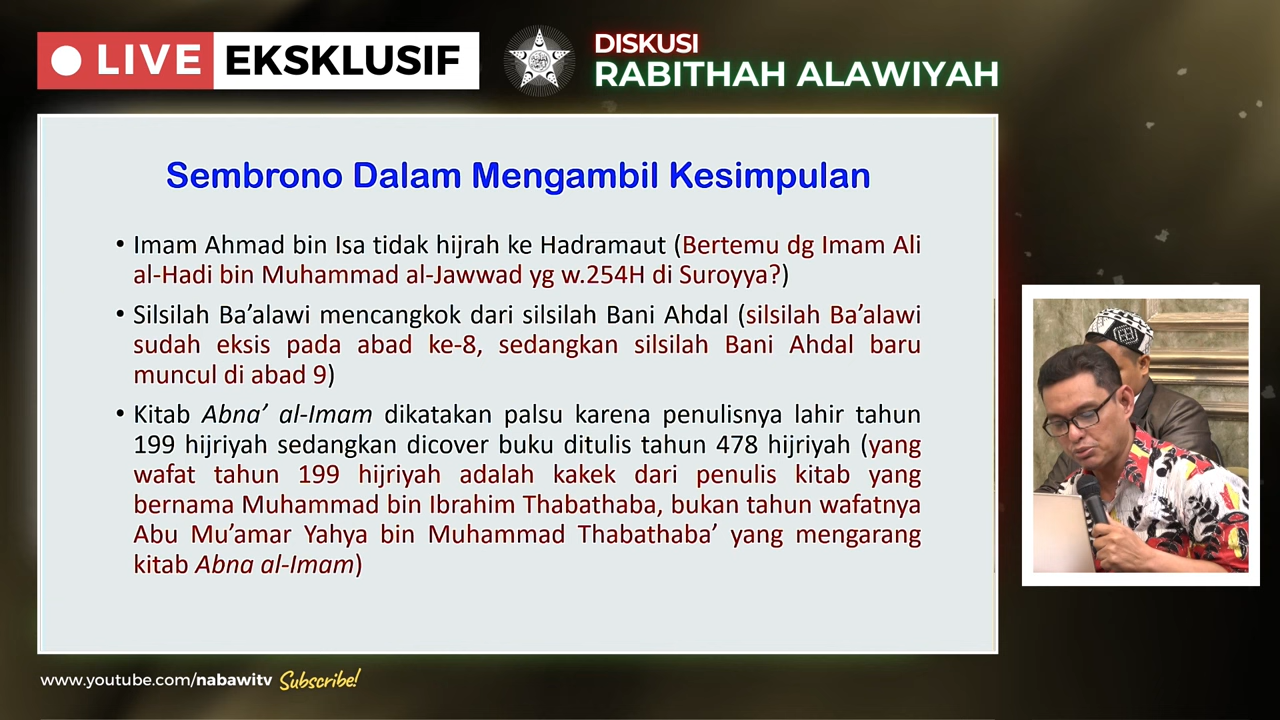 LIVE EKSKLUSIF
DISKUSI
RABITHAH ALAWIYAH
Sembrono Dalam Mengambil Kesimpulan
• Imam Ahmad bin Isa tidak hijrah ke Hadramaut (Bertemu dg Imam Ali
al-Hadi bin Muhammad al-Jawwad yg w.254H di Suroyya?)
• Silsilah Ba’alawi mencangkok dari silsilah Bani Ahdal (silsilah Ba’alawi
sudah eksis pada abad ke-8, sedangkan silsilah Bani Ahdal baru
muncul di abad 9)
• Kitab Abna’ al-Imam dikatakan palsu karena penulisnya lahir tahun
199 hijriyah sedangkan dicover buku ditulis tahun 478 hijriyah (yang
wafat tahun 199 hijriyah adalah kakek dari penulis kitab yang
bernama Muhammad bin Ibrahim Thabathaba, bukan tahun wafatnya
Abu Mu’amar Yahya bin Muhammad Thabathaba’ yang mengarang
kitab Abna al-Imam)
www.youtube.com/nabawitv Subscribe!